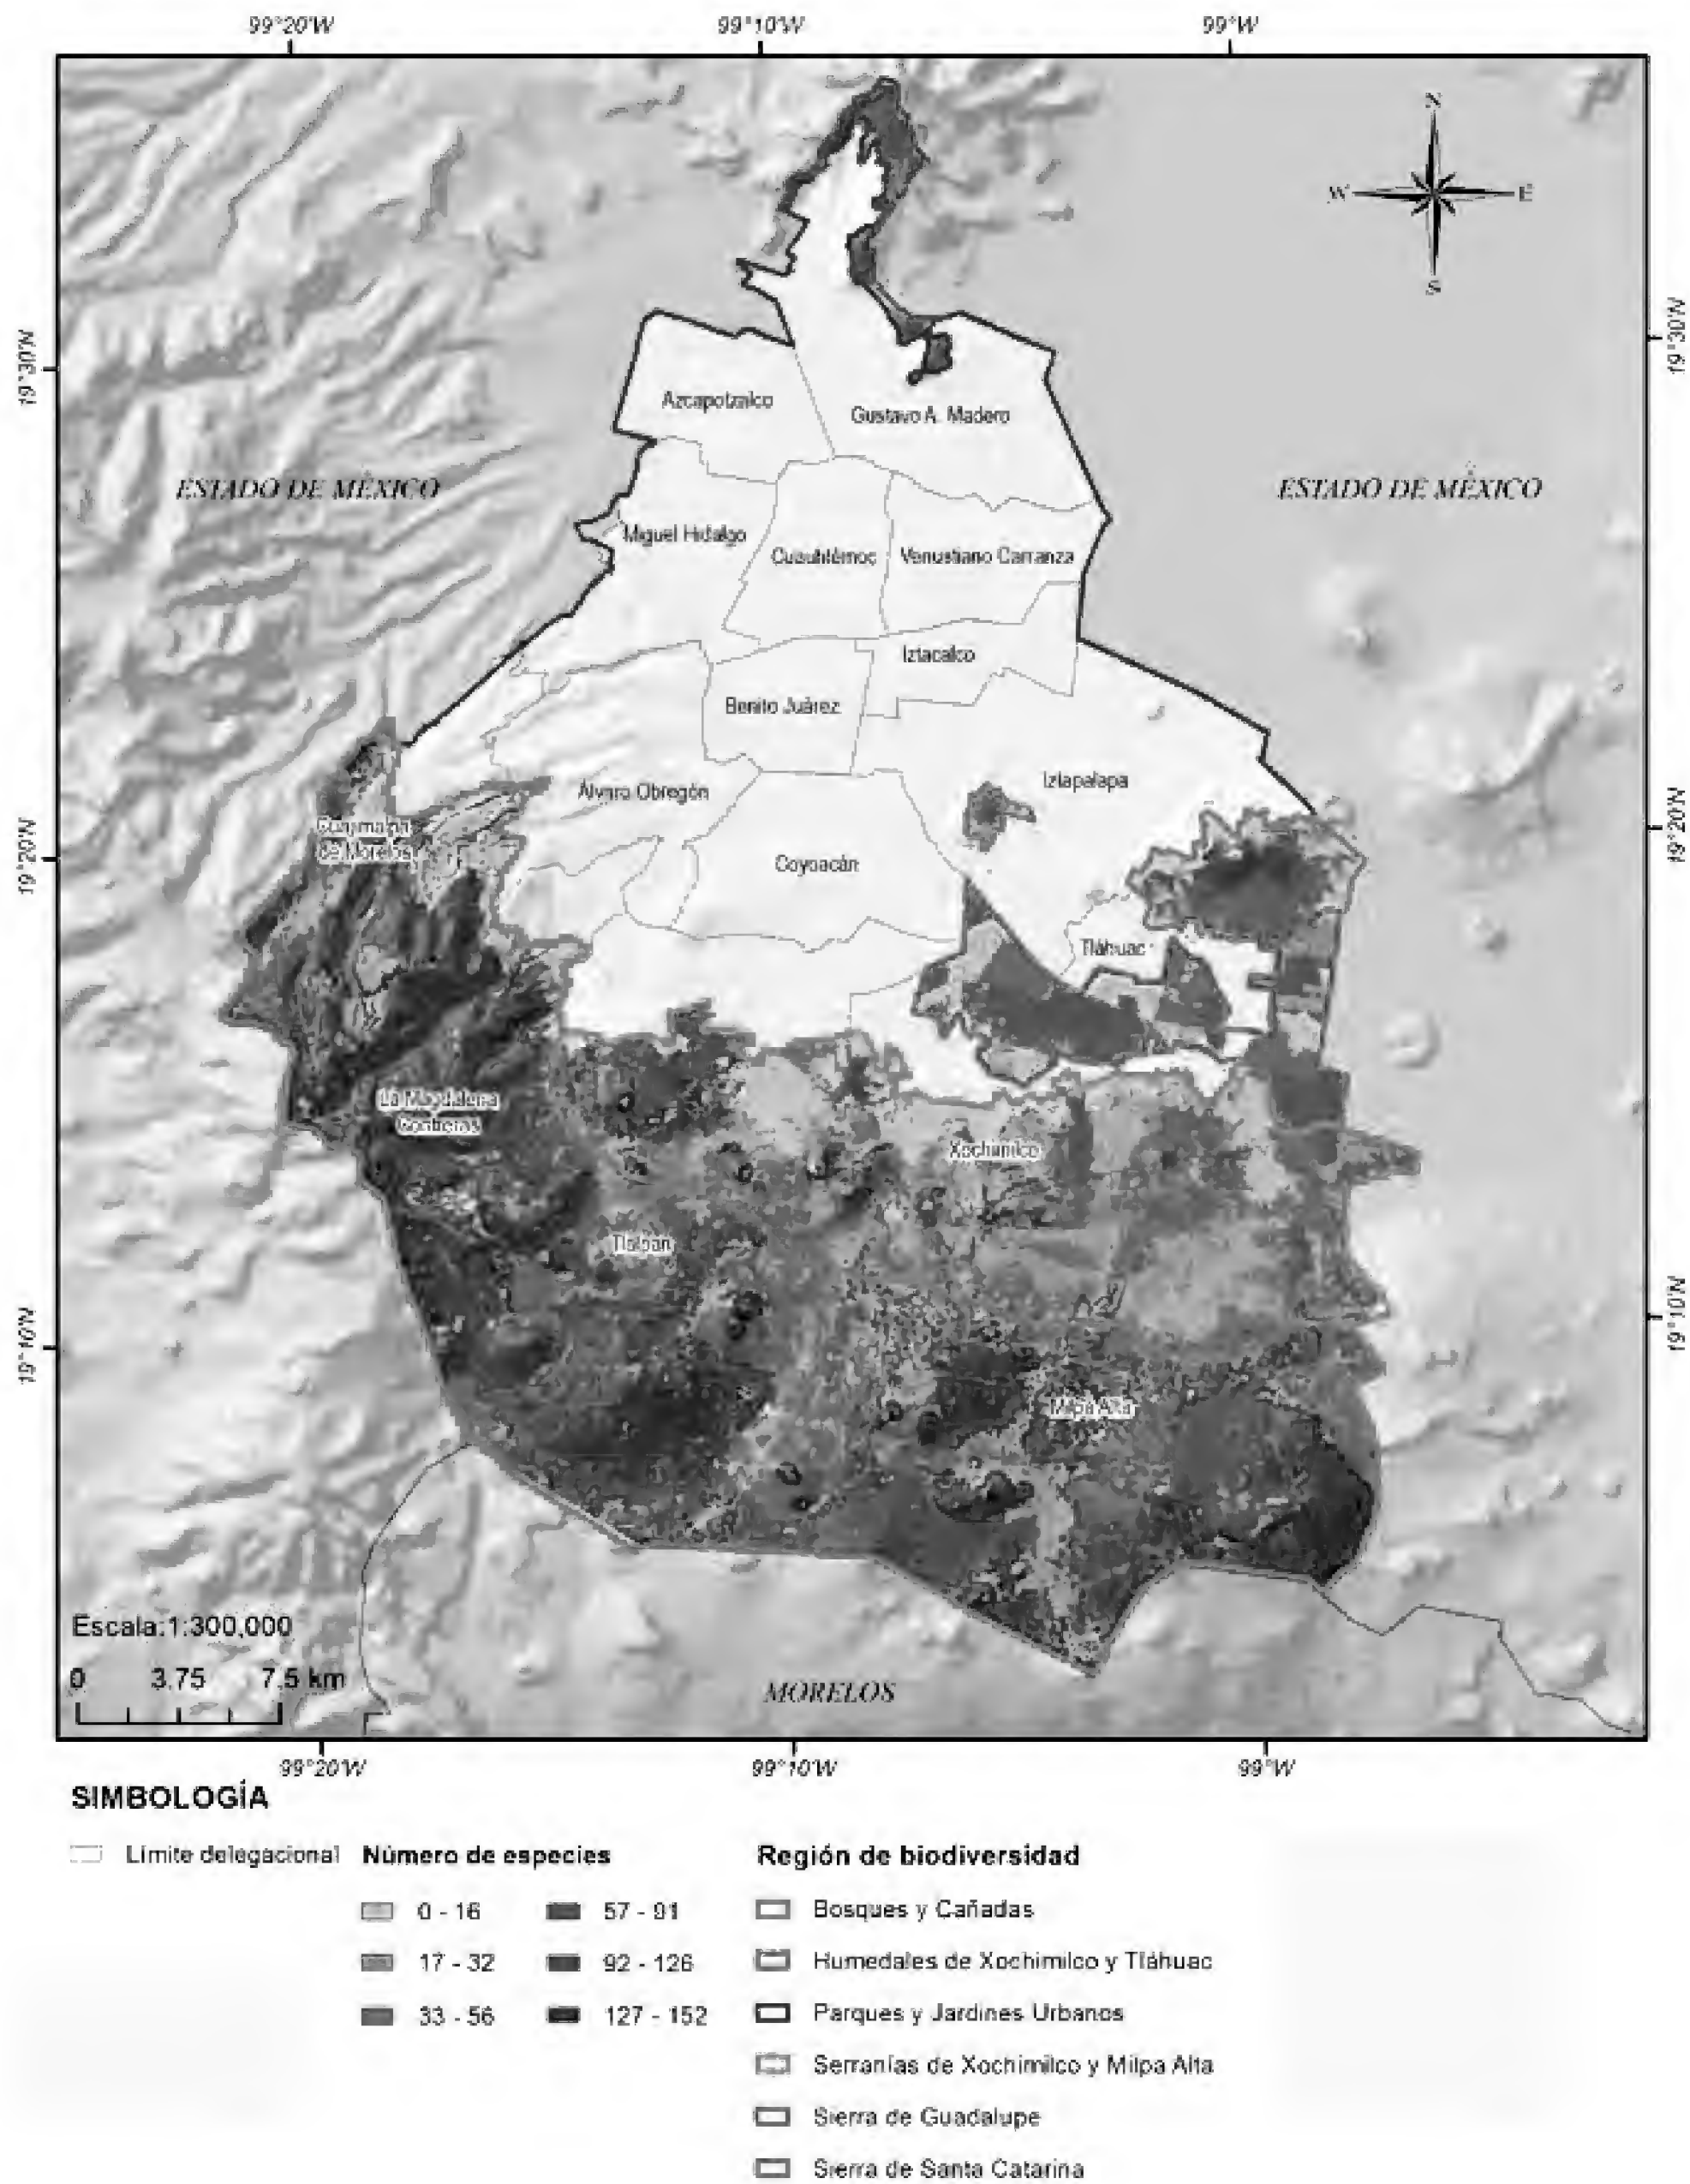 99°20'W 99°10'W 99°W
N
W E
S
19°30'N 19°30'N
Azcapotzalco
Gustavo A. Madero
ESTADO DE MÉXICO ESTADO DE MÉXICO
Miguel Hidalgo
Cuauhtémoc Venustiano Carranza
Iztacalco
Benito Juárez
Iztapalapa
Álvaro Obregón
Cuajimalpa
de Morelos
19°20'N 19°20'N
Coyoacán
Tláhuac
La Magdalena
Contreras
Xochimilco
Tlalpan
19°10'N 19°10'N
Milpa Alta
Escala:1:300,000
0 3.75 7.5 km
MORELOS
99°20'W 99°10'W 99°W
SIMBOLOGÍA
Límite delegacional
Número de especies
0 - 16
17 - 32
33 - 56
57 - 91
92 - 126
127 - 152
Región de biodiversidad
Bosques y Cañadas
Humedales de Xochimilco y Tláhuac
Parques y Jardines Urbanos
Serranías de Xochimilco y Milpa Alta
Sierra de Guadalupe
Sierra de Santa Catarina